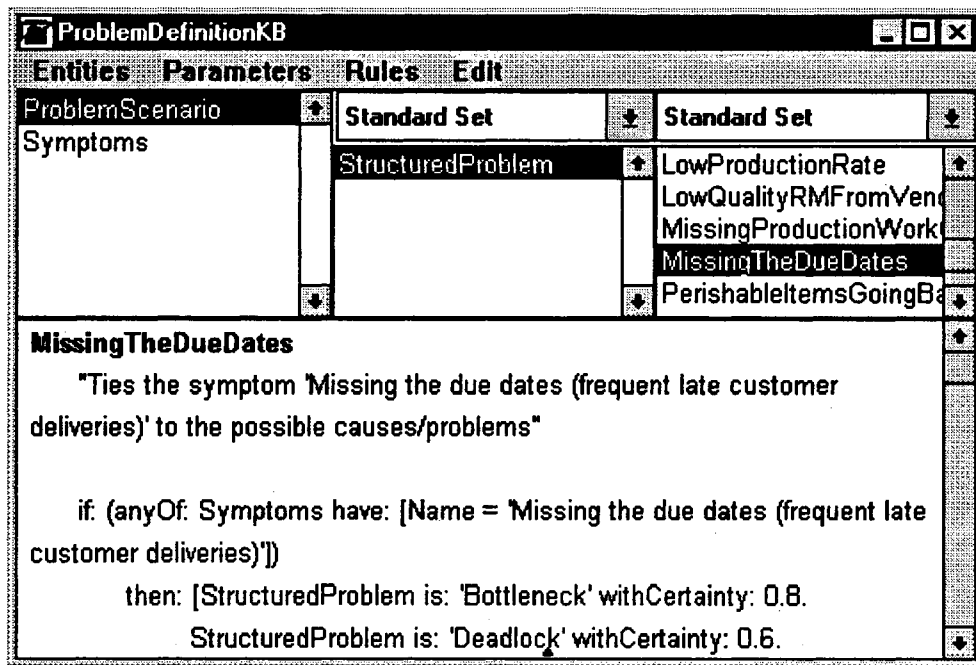 ProblemDefinitionKB
Entities Parameters Rules Edit
ProblemScenario
Symptoms
Standard Set
StructuredProblem
Standard Set
LowProductionRate
LowQualityRMFromVend
MissingProductionWork
MissingTheDueDates
PerishableItemsGoingBa
MissingTheDueDates
"Ties the symptom 'Missing the due dates (frequent late customer
deliveries)' to the possible causes/problems"
if: (anyOf: Symptoms have: [Name = 'Missing the due dates (frequent late
customer deliveries)'])
then: [StructuredProblem is: 'Bottleneck' withCertainty: 0.8.
StructuredProblem is: 'Deadlock' withCertainty: 0.6.